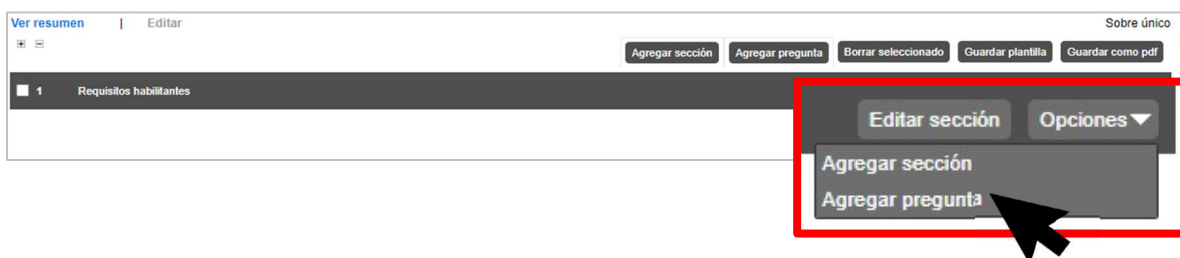 Ver resumen | Editar Sobre único
Agregar sección Agregar pregunta Borrar seleccionado Guardar plantilla Guardar como pdf
1 Requisitos habilitantes
Editar sección Opciones
Agregar sección
Agregar pregunta